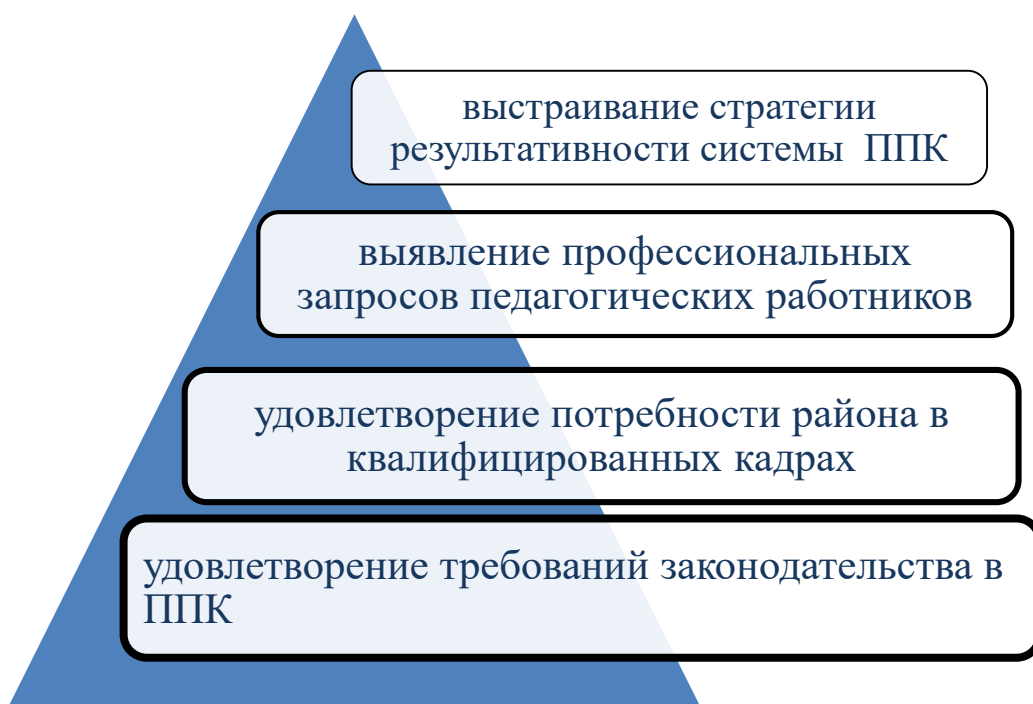 выстраивание стратегии
результативности системы ППК
выявление профессиональных
запросов педагогических работников
удовлетворение потребности района в
квалифицированных кадрах
удовлетворение требований законодательства в
ППК